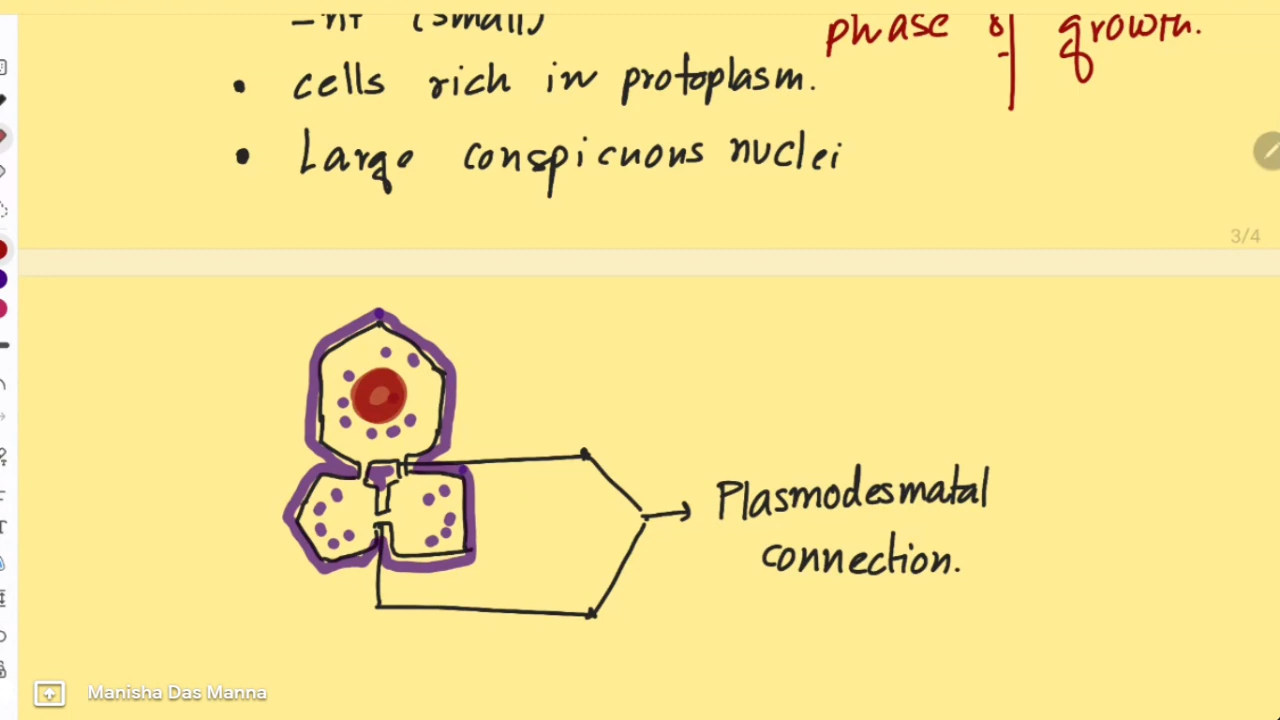 phase of growth.
• cells rich in protoplasm.
• Large conspicuous nuclei
3/4
Plasmodesmatal
connection.
Manisha Das Manna